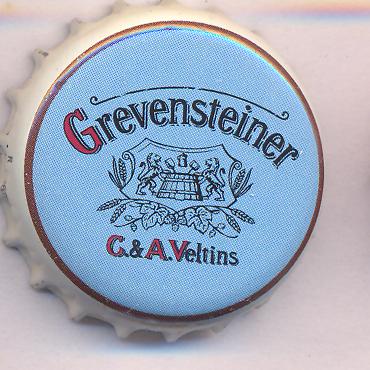 Grevensteiner
C. & A. Veltins